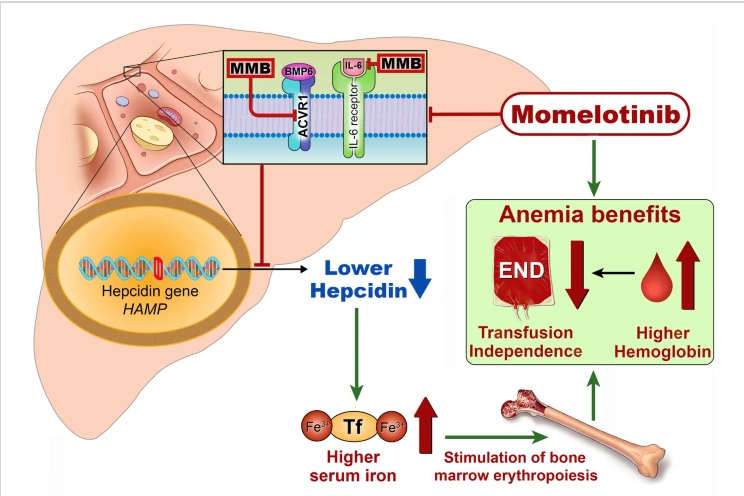 MMB
BMP6
IL-6
MMB
ACVR1
IL-6 receptor
Momelotinib
Anemia benefits
END
Transfusion
Independence
Higher
Hemoglobin
Hepcidin gene
HAMP
Lower
Hepcidin
Fe³⁺
Tf
Fe³⁺
Higher
serum iron
Stimulation of bone
marrow erythropoiesis